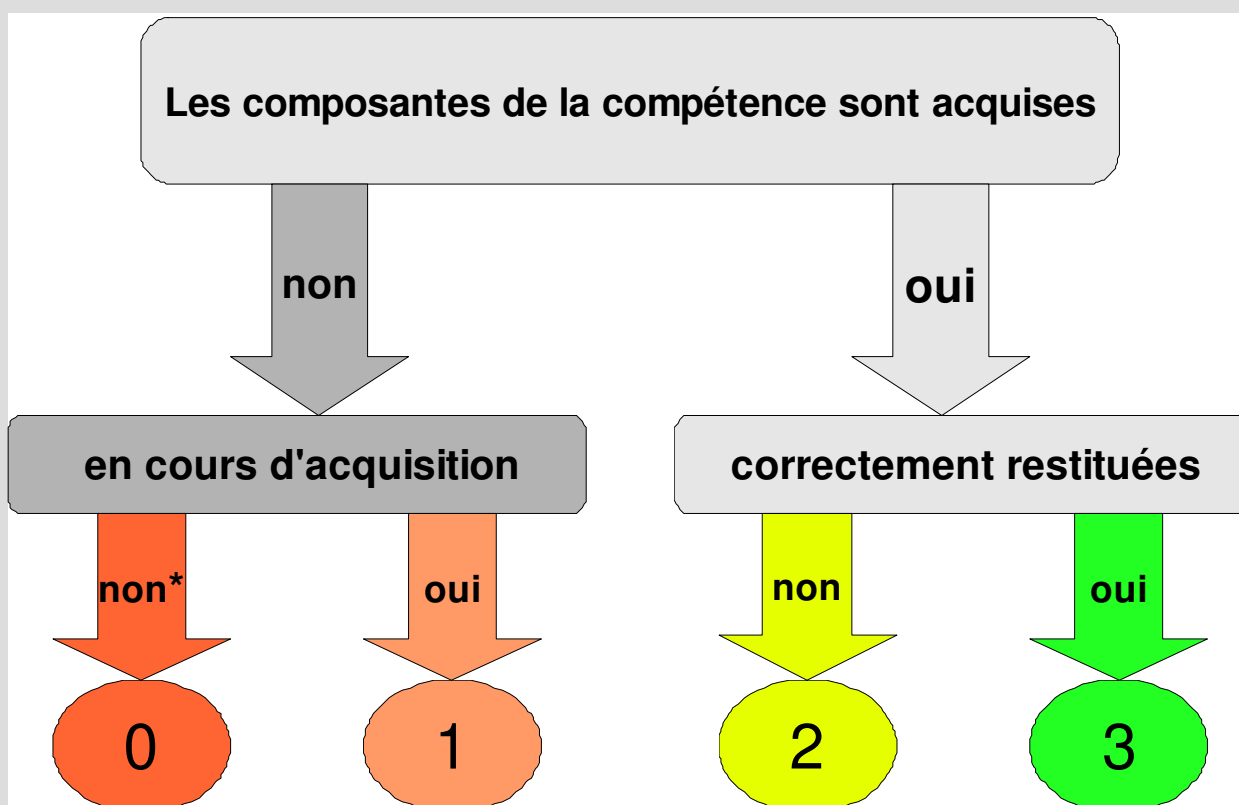 Les composantes de la compétence sont acquises
non
oui
en cours d'acquisition
correctement restituées
non*
oui
non
oui
0
1
2
3